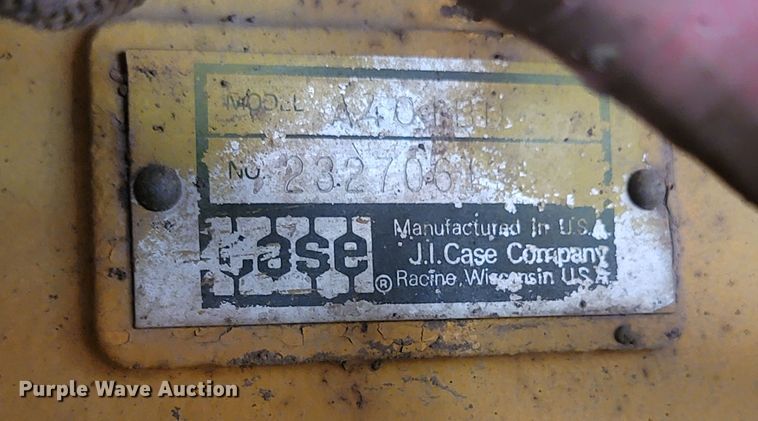 MODEL
NO. 2327061
Case
Manufactured in U.S.A.
J.I. Case Company
® Racine, Wisconsin U.S.A.
Purple Wave Auction